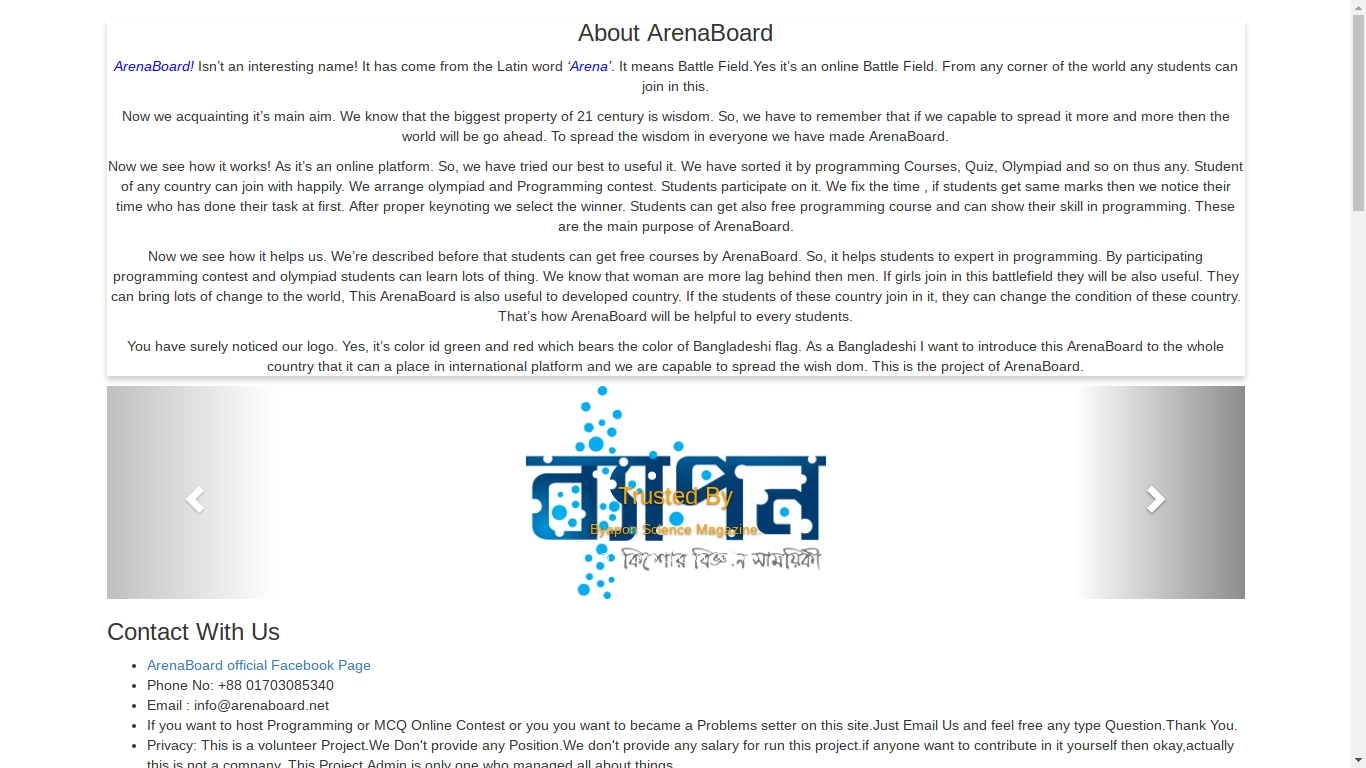 About ArenaBoard
ArenaBoard! Isn’t an interesting name! It has come from the Latin word ‘Arena’. It means Battle Field.Yes it’s an online Battle Field. From any corner of the world any students can
join in this.
Now we acquainting it’s main aim. We know that the biggest property of 21 century is wisdom. So, we have to remember that if we capable to spread it more and more then the
world will be go ahead. To spread the wisdom in everyone we have made ArenaBoard.
Now we see how it works! As it’s an online platform. So, we have tried our best to useful it. We have sorted it by programming Courses, Quiz, Olympiad and so on thus any. Student
of any country can join with happily. We arrange olympiad and Programming contest. Students participate on it. We fix the time , if students get same marks then we notice their
time who has done their task at first. After proper keynoting we select the winner. Students can get also free programming course and can show their skill in programming. These
are the main purpose of ArenaBoard.
Now we see how it helps us. We’re described before that students can get free courses by ArenaBoard. So, it helps students to expert in programming. By participating
programming contest and olympiad students can learn lots of thing. We know that woman are more lag behind then men. If girls join in this battlefield they will be also useful. They
can bring lots of change to the world, This ArenaBoard is also useful to developed country. If the students of these country join in it, they can change the condition of these country.
That’s how ArenaBoard will be helpful to every students.
You have surely noticed our logo. Yes, it’s color id green and red which bears the color of Bangladeshi flag. As a Bangladeshi I want to introduce this ArenaBoard to the whole
country that it can a place in international platform and we are capable to spread the wish dom. This is the project of ArenaBoard.
ব্যাপন
Trusted By
Byapon Science Magazine.
কিশোর বিজ্ঞান সাময়িকী
Contact With Us
ArenaBoard official Facebook Page
Phone No: +88 01703085340
Email : info@arenaboard.net
If you want to host Programming or MCQ Online Contest or you you want to became a Problems setter on this site.Just Email Us and feel free any type Question.Thank You.
Privacy: This is a volunteer Project.We Don't provide any Position.We don't provide any salary for run this project.if anyone want to contribute in it yourself then okay,actually
this is not a company. This Project Admin is only one who managed all about things.